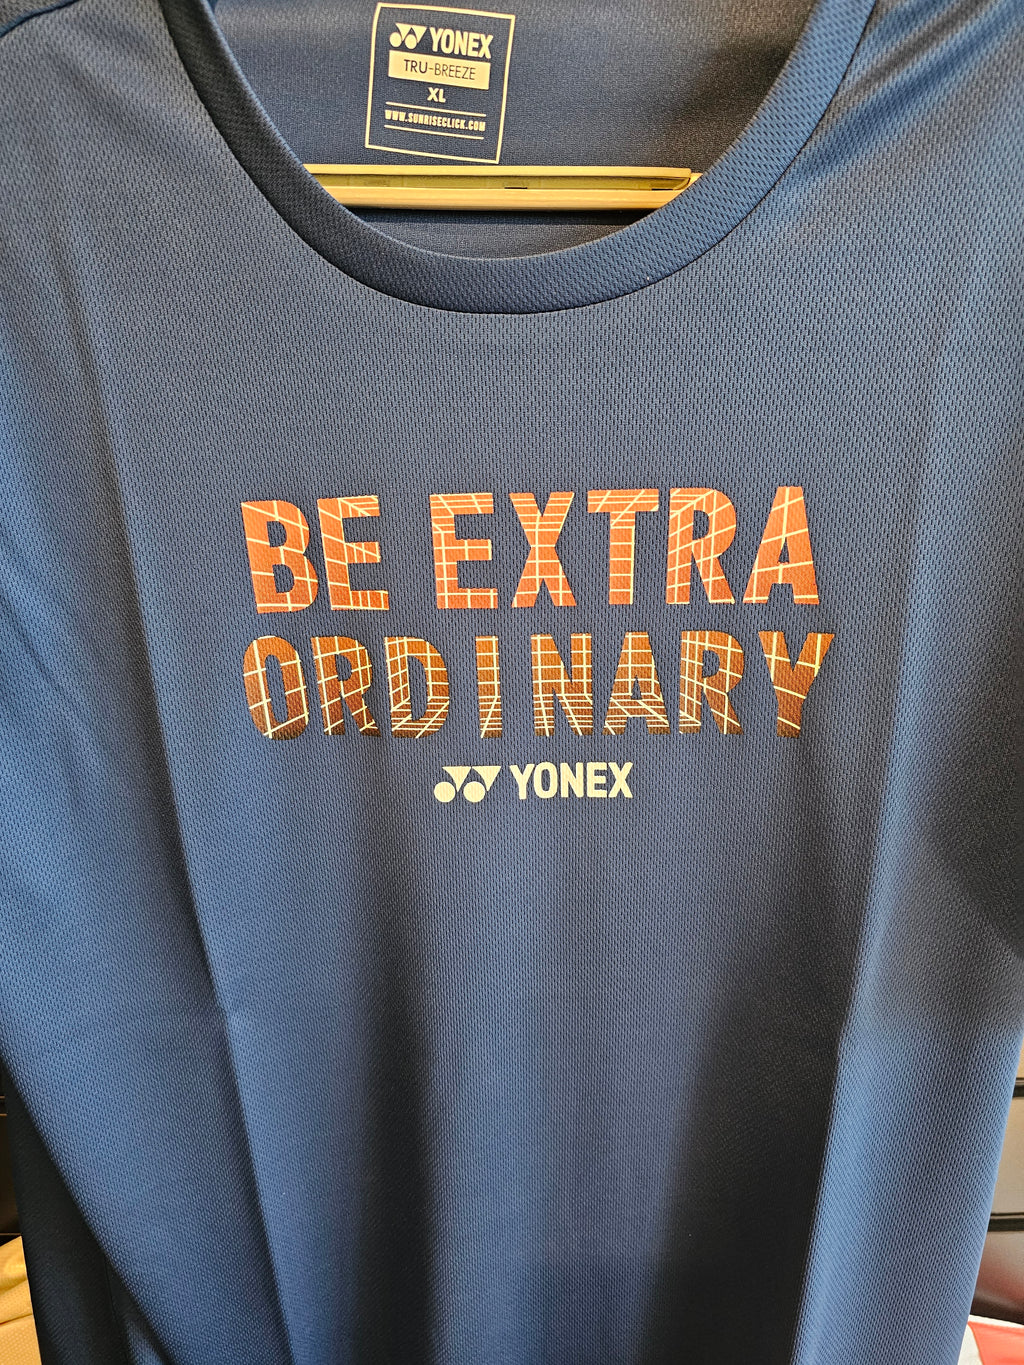 YONEX
TRU-BREEZE
XL
WWW.SUNRISECLICK.COM
BE EXTRA
ORDINARY
YONEX